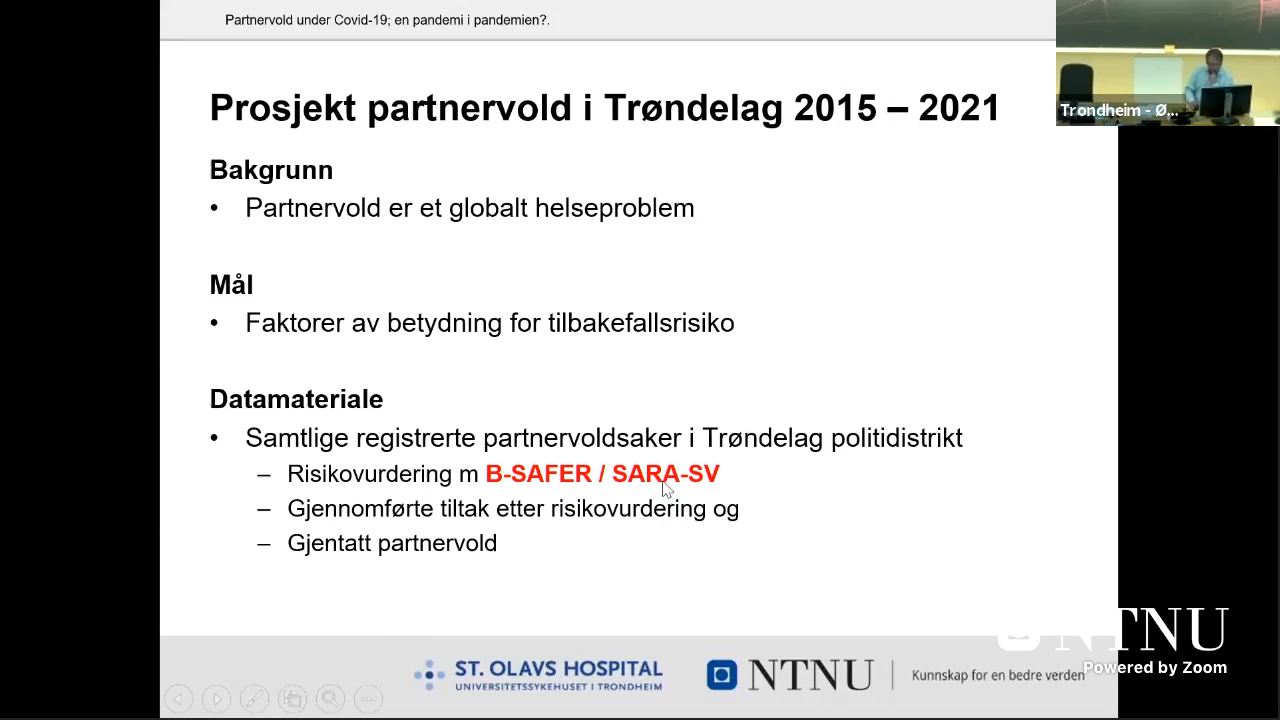 Partnervold under Covid-19; en pandemi i pandemien?.
Trondheim - Ø...
Prosjekt partnervold i Trøndelag 2015 – 2021
Bakgrunn
• Partnervold er et globalt helseproblem
Mål
• Faktorer av betydning for tilbakefallsrisiko
Datamateriale
• Samtlige registrerte partnervoldsaker i Trøndelag politidistrikt
– Risikovurdering m B-SAFER / SARA-SV
– Gjennomførte tiltak etter risikovurdering og
– Gjentatt partnervold
NTNU
Powered by Zoom
ST. OLAVS HOSPITAL
UNIVERSITETSSYKEHUSET I TRONDHEIM
NTNU
Kunnskap for en bedre verden